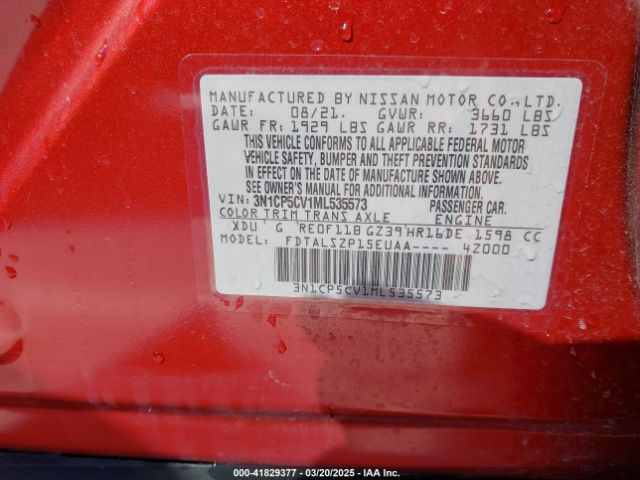 MANUFACTURED BY NISSAN MOTOR CO., LTD.
DATE: 08/21. GVWR: 3660 LBS
GAWR FR: 1929 LBS GAWR RR: 1731 LBS
THIS VEHICLE CONFORMS TO ALL APPLICABLE FEDERAL MOTOR
VEHICLE SAFETY, BUMPER AND THEFT PREVENTION STANDARDS
IN EFFECT ON THE DATE OF MANUFACTURE SHOWN ABOVE.
SEE OWNER'S MANUAL FOR ADDITIONAL INFORMATION.
VIN: 3N1CP5CV1ML535573 PASSENGER CAR.
COLOR TRIM TRANS AXLE ENGINE
XDU G RE0F11B GZ39 HR16DE 1598 CC
MODEL: FDTALSZP15EUAA---- 42000
3N1CP5CV1ML535573
000-41829377 | 03/20/2025 | IAA Inc.